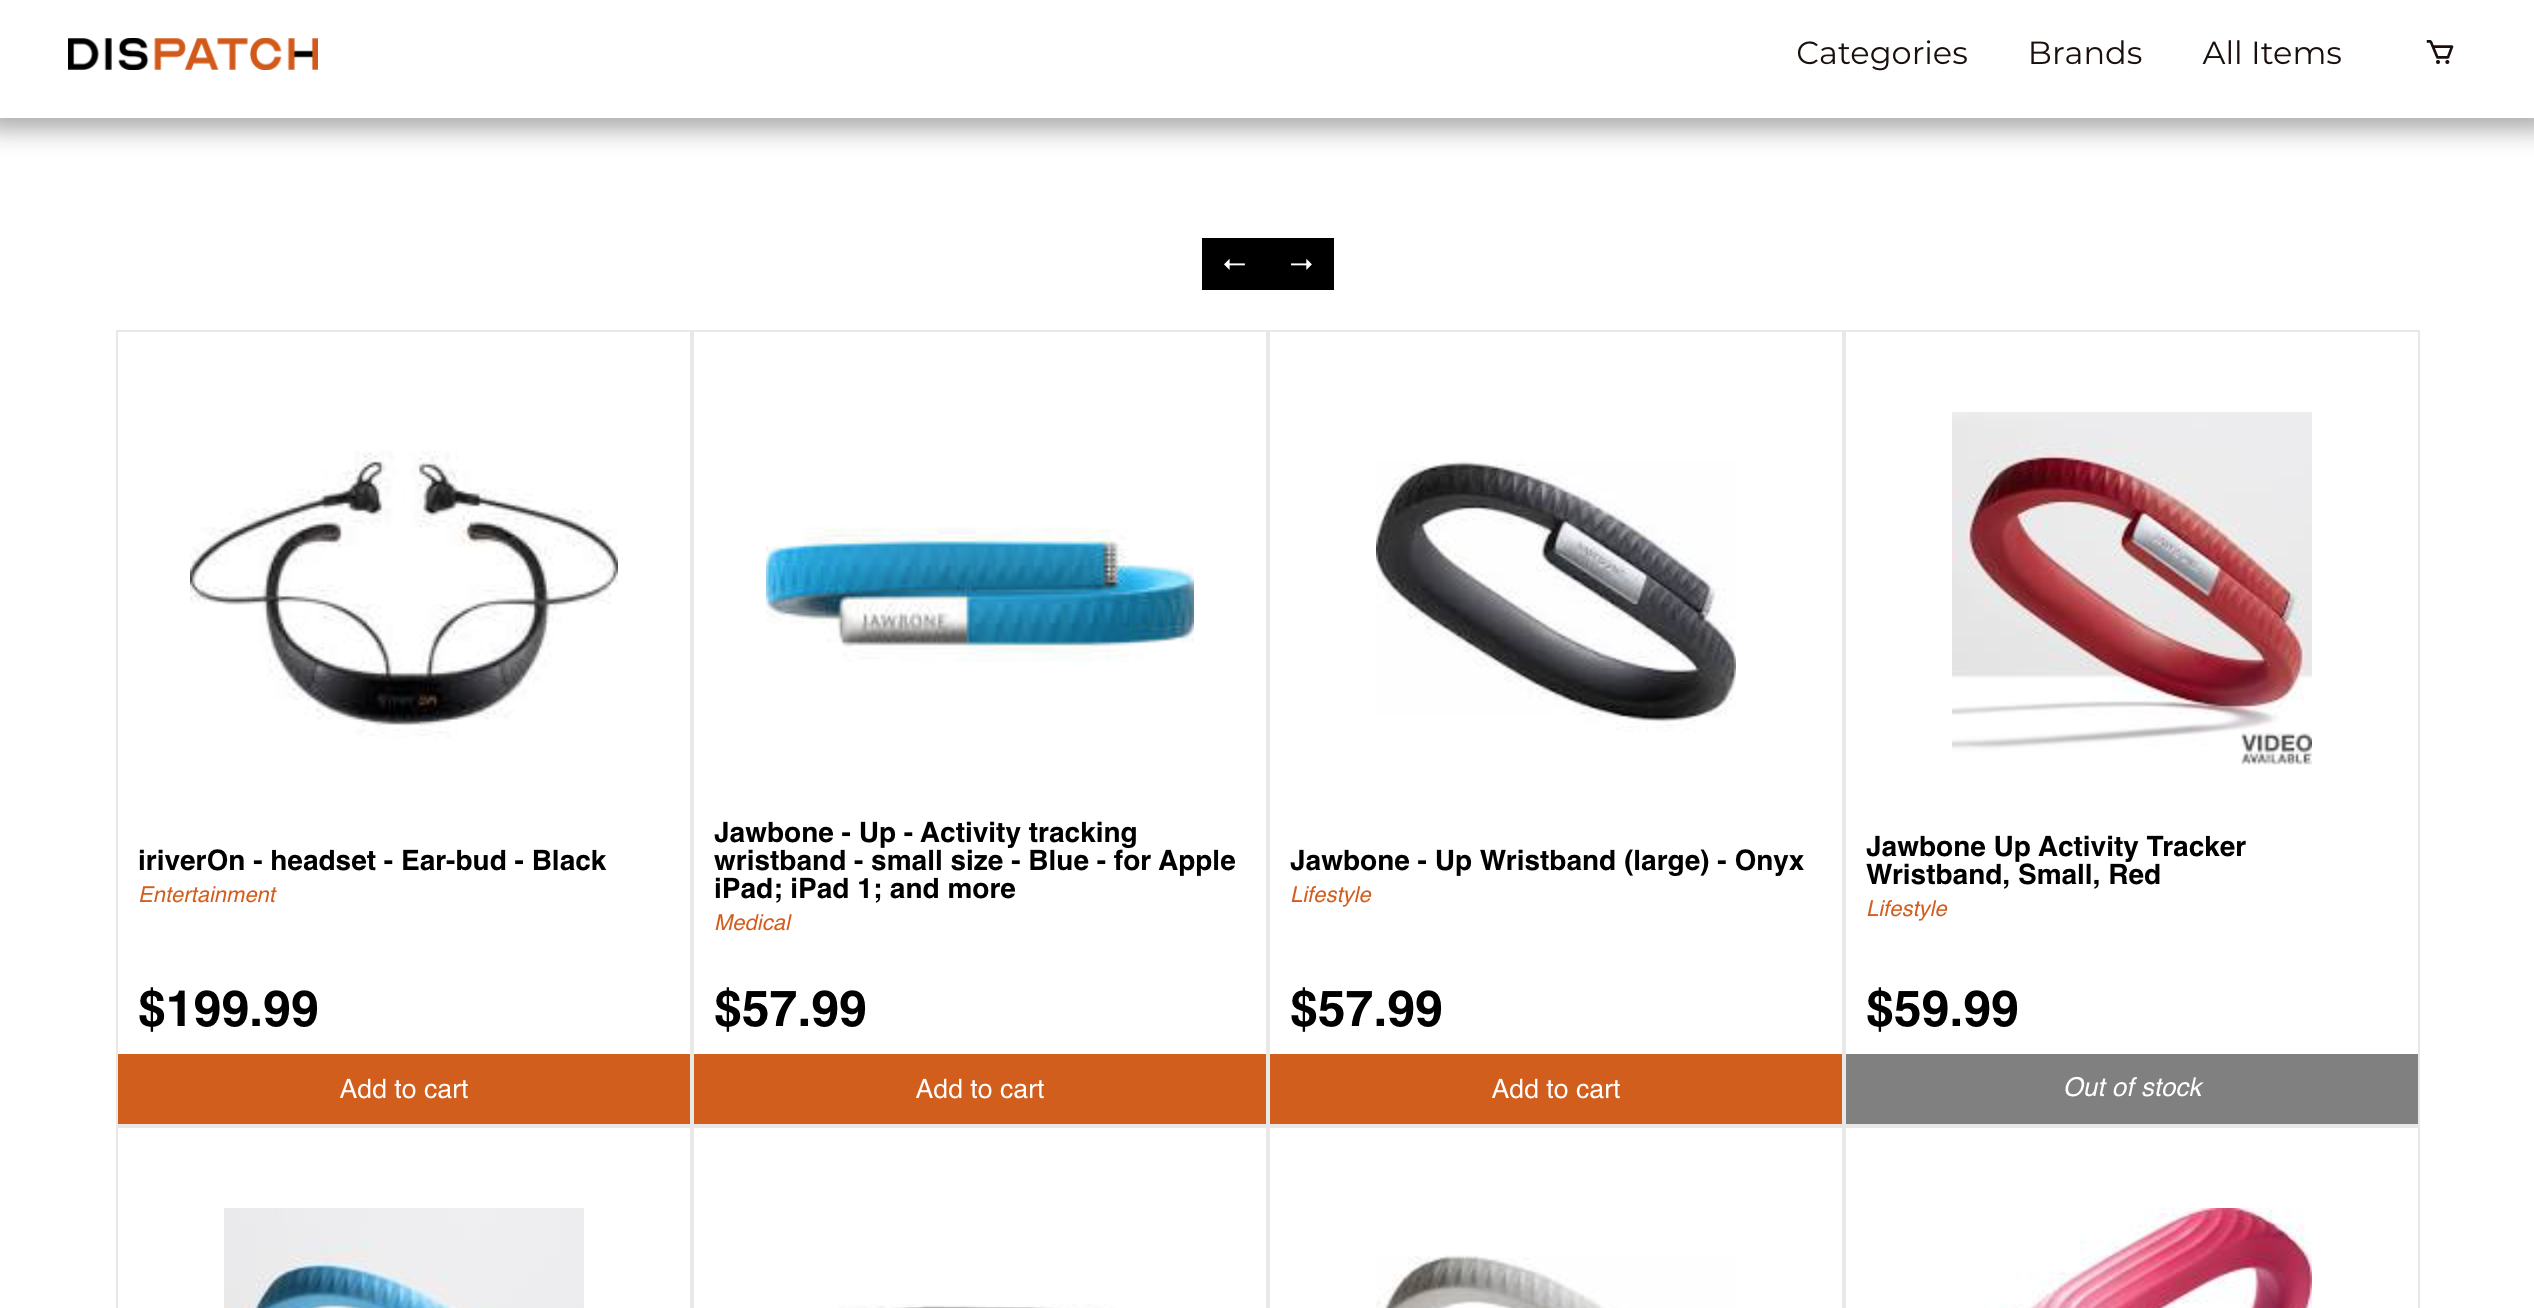 DISPATCH
Categories
Brands
All Items
← →
JAWBONE
VIDEO
AVAILABLE
iriverOn - headset - Ear-bud - Black
Entertainment
$199.99
Add to cart
Jawbone - Up - Activity tracking
wristband - small size - Blue - for Apple
iPad; iPad 1; and more
Medical
$57.99
Add to cart
Jawbone - Up Wristband (large) - Onyx
Lifestyle
$57.99
Add to cart
Jawbone Up Activity Tracker
Wristband, Small, Red
Lifestyle
$59.99
Out of stock